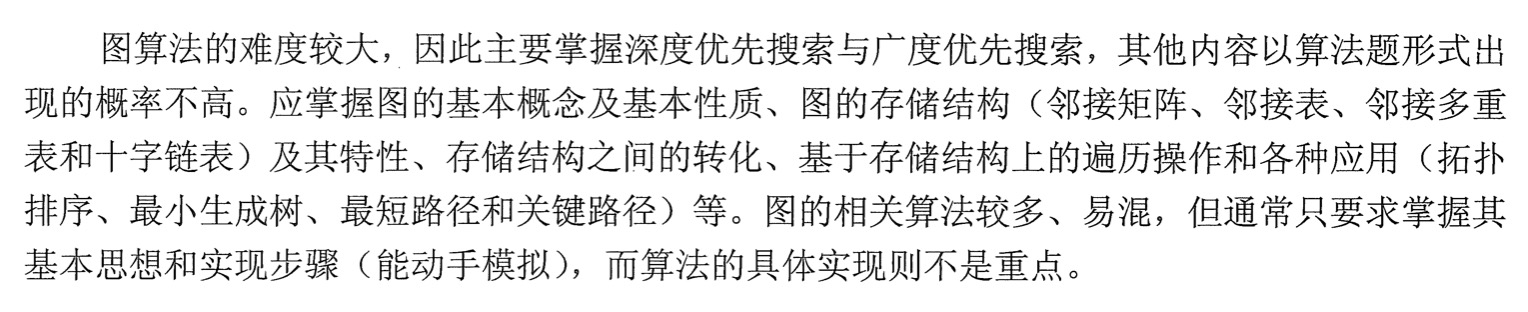 图算法的难度较大，因此主要掌握深度优先搜索与广度优先搜索，其他内容以算法题形式出
现的概率不高。应掌握图的基本概念及基本性质、图的存储结构（邻接矩阵、邻接表、邻接多重
表和十字链表）及其特性、存储结构之间的转化、基于存储结构上的遍历操作和各种应用（拓扑
排序、最小生成树、最短路径和关键路径）等。图的相关算法较多、易混，但通常只要求掌握其
基本思想和实现步骤（能动手模拟），而算法的具体实现则不是重点。